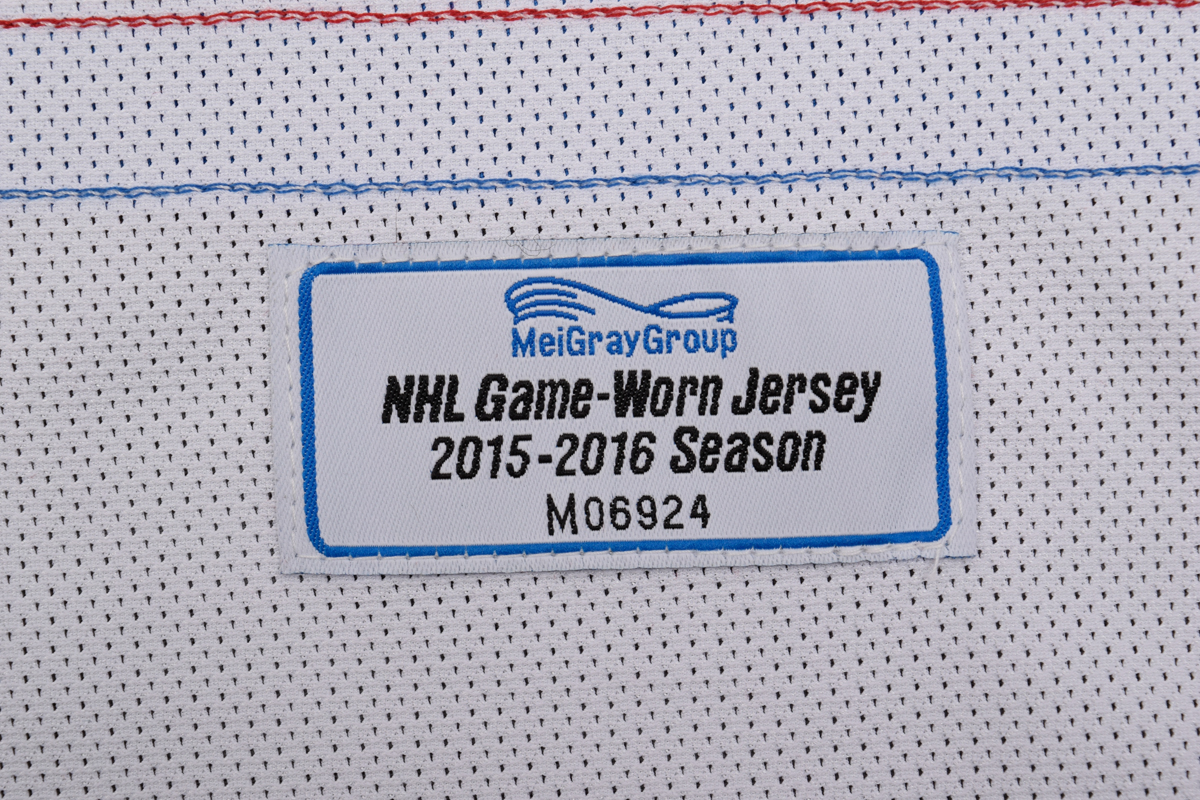 MeiGrayGroup
NHL Game-Worn Jersey
2015-2016 Season
M06924